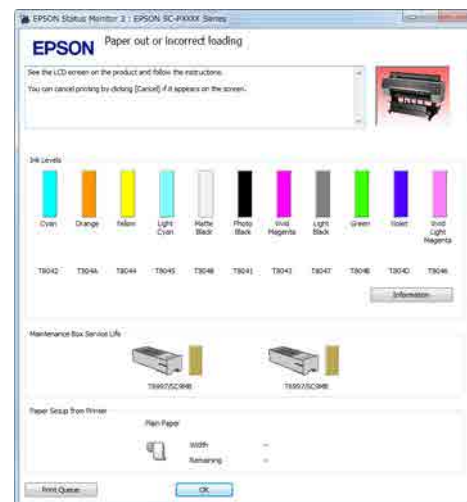 EPSON Status Monitor 3 : EPSON SC-PXXXX Series
EPSON
Paper out or incorrect loading
See the LCD screen on the product and follow the instructions.
You can cancel printing by clicking [Cancel] if it appears on the screen.
Ink Levels
Cyan Orange Yellow Light Cyan Matte Black Photo Black Vivid Magenta Light Black Green Violet Vivid Light Magenta
T8042 T804A T8044 T8045 T8048 T8041 T8043 T8047 T804B T804D T8046
Information
Maintenance Box Service Life
T6997/SC9MB T6997/SC9MB
Paper Setup from Printer
Plain Paper
Width --
Remaining --
Print Queue OK